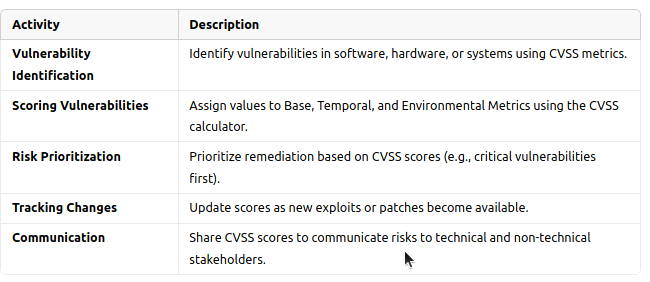 Activity Description
Vulnerability Identify vulnerabilities in software, hardware, or systems using CVSS metrics.
Identification
Scoring Vulnerabilities Assign values to Base, Temporal, and Environmental Metrics using the CVSS
calculator.
Risk Prioritization Prioritize remediation based on CVSS scores (e.g., critical vulnerabilities
first).
Tracking Changes Update scores as new exploits or patches become available.
Communication Share CVSS scores to communicate risks to technical and non-technical
stakeholders.